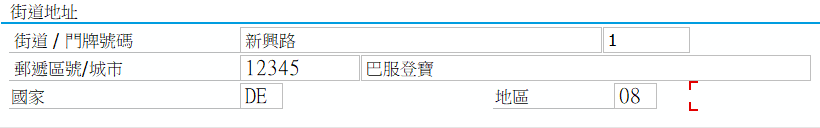 街道地址
街道 / 門牌號碼 新興路 1
郵遞區號/城市 12345 巴服登寶
國家 DE 地區 08